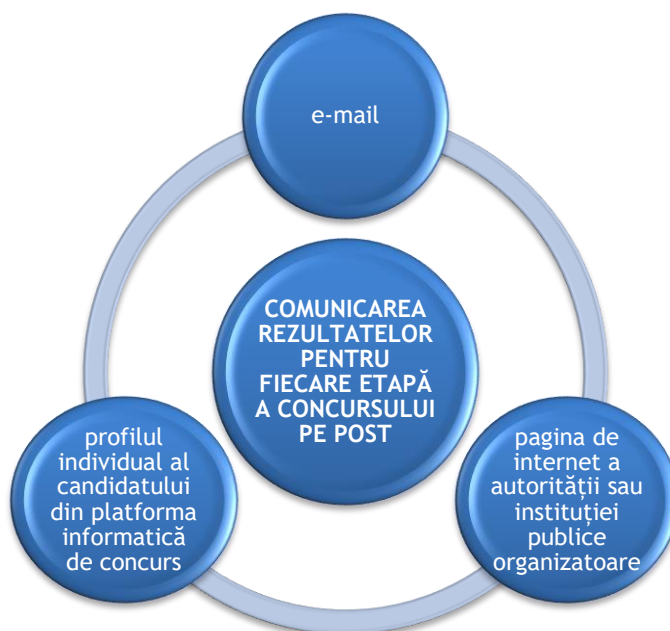 e-mail
COMUNICAREA
REZULTATELOR
PENTRU
FIECARE ETAPĂ
A CONCURSULUI
PE POST
profilul
individual al
candidatului
din platforma
informatică
de concurs
pagina de
internet a
autorității sau
instituției
publice
organizatoare